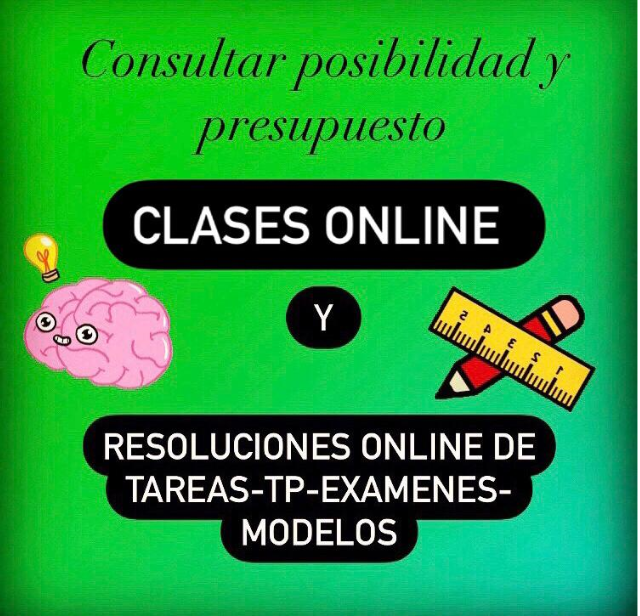 Consultar posibilidad y
presupuesto
CLASES ONLINE
Y
RESOLUCIONES ONLINE DE
TAREAS-TP-EXAMENES-
MODELOS